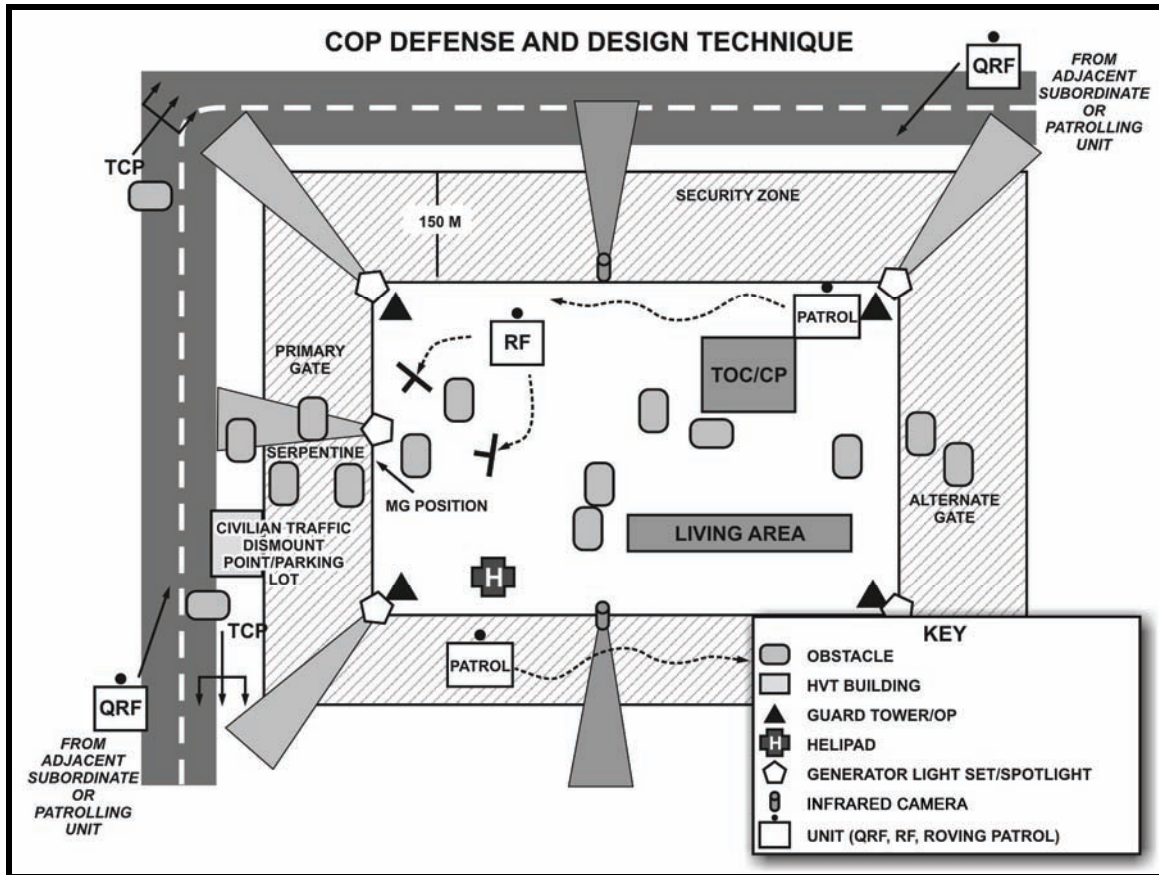 COP DEFENSE AND DESIGN TECHNIQUE
QRF
FROM
ADJACENT
SUBORDINATE
OR
PATROLLING
UNIT
TCP
150 M
SECURITY ZONE
PATROL
RF
PRIMARY
GATE
TOC/CP
SERPENTINE
MG POSITION
ALTERNATE
GATE
CIVILIAN TRAFFIC
DISMOUNT
POINT/PARKING
LOT
LIVING AREA
H
TCP
PATROL
QRF
FROM
ADJACENT
SUBORDINATE
OR
PATROLLING
UNIT
KEY
OBSTACLE
HVT BUILDING
GUARD TOWER/OP
H
HELIPAD
GENERATOR LIGHT SET/SPOTLIGHT
INFRARED CAMERA
UNIT (QRF, RF, ROVING PATROL)